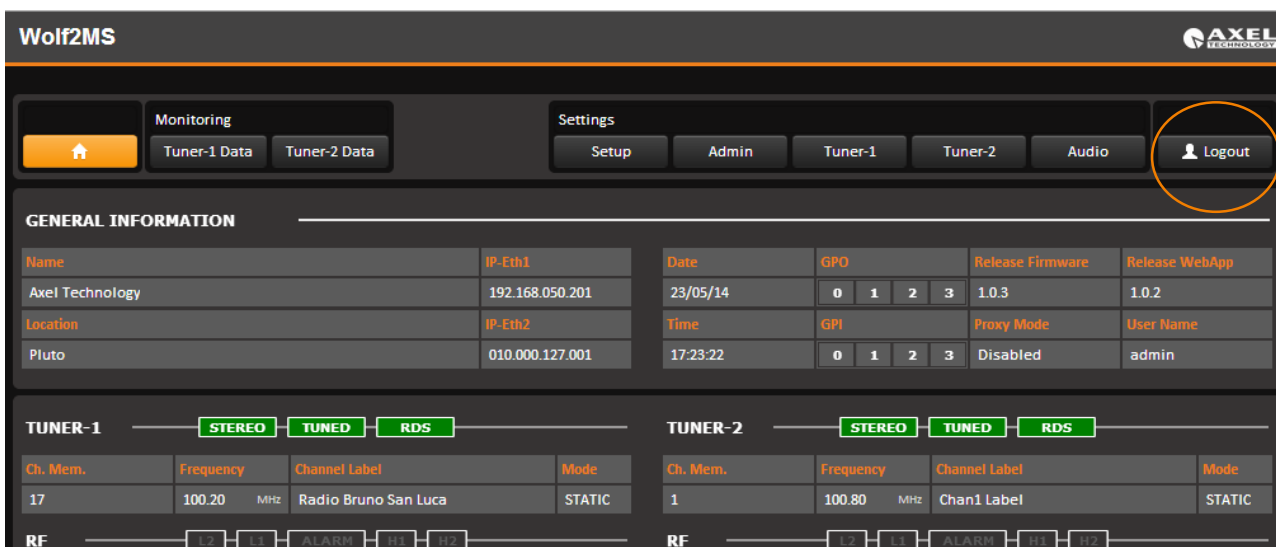 Wolf2MS
AXEL
TECHNOLOGY
Monitoring
Settings
Tuner-1 Data Tuner-2 Data Setup Admin Tuner-1 Tuner-2 Audio Logout
GENERAL INFORMATION
Name IP-Eth1 Date GPO Release Firmware Release WebApp
Axel Technology 192.168.050.201 23/05/14 0 1 2 3 1.0.3 1.0.2
Location IP-Eth2 Time GPI Proxy Mode User Name
Pluto 010.000.127.001 17:23:22 0 1 2 3 Disabled admin
TUNER-1 STEREO TUNED RDS TUNER-2 STEREO TUNED RDS
Ch. Mem. Frequency Channel Label Mode Ch. Mem. Frequency Channel Label Mode
17 100.20 MHz Radio Bruno San Luca STATIC 1 100.80 MHz Chan1 Label STATIC
RF L2 L1 ALARM H1 H2 RF L2 L1 ALARM H1 H2